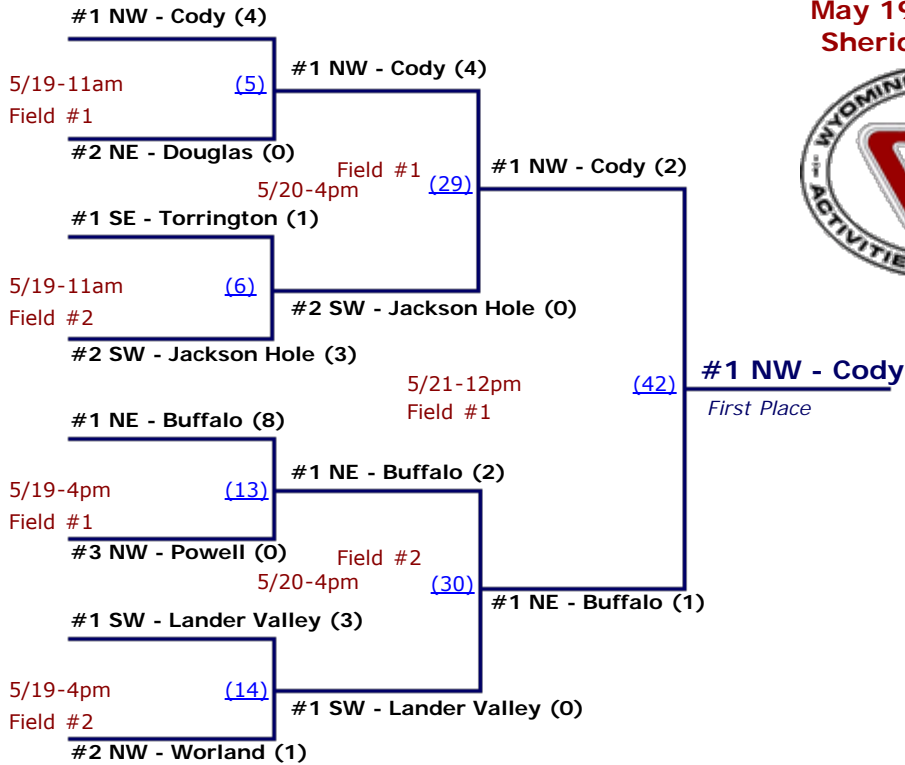 #1 NW - Cody (4)
May 19
Sherid
5/19-11am
(5)
#1 NW - Cody (4)
Field #1
#2 NE - Douglas (0)
Field #1
5/20-4pm
(29)
#1 NW - Cody (2)
#1 SE - Torrington (1)
WYOMING
ACTIVITIE
5/19-11am
(6)
#2 SW - Jackson Hole (0)
Field #2
#2 SW - Jackson Hole (3)
5/21-12pm
(42)
#1 NW - Cody
Field #1
First Place
#1 NE - Buffalo (8)
#1 NE - Buffalo (2)
5/19-4pm
(13)
Field #1
#3 NW - Powell (0)
Field #2
5/20-4pm
(30)
#1 NE - Buffalo (1)
#1 SW - Lander Valley (3)
5/19-4pm
(14)
#1 SW - Lander Valley (0)
Field #2
#2 NW - Worland (1)